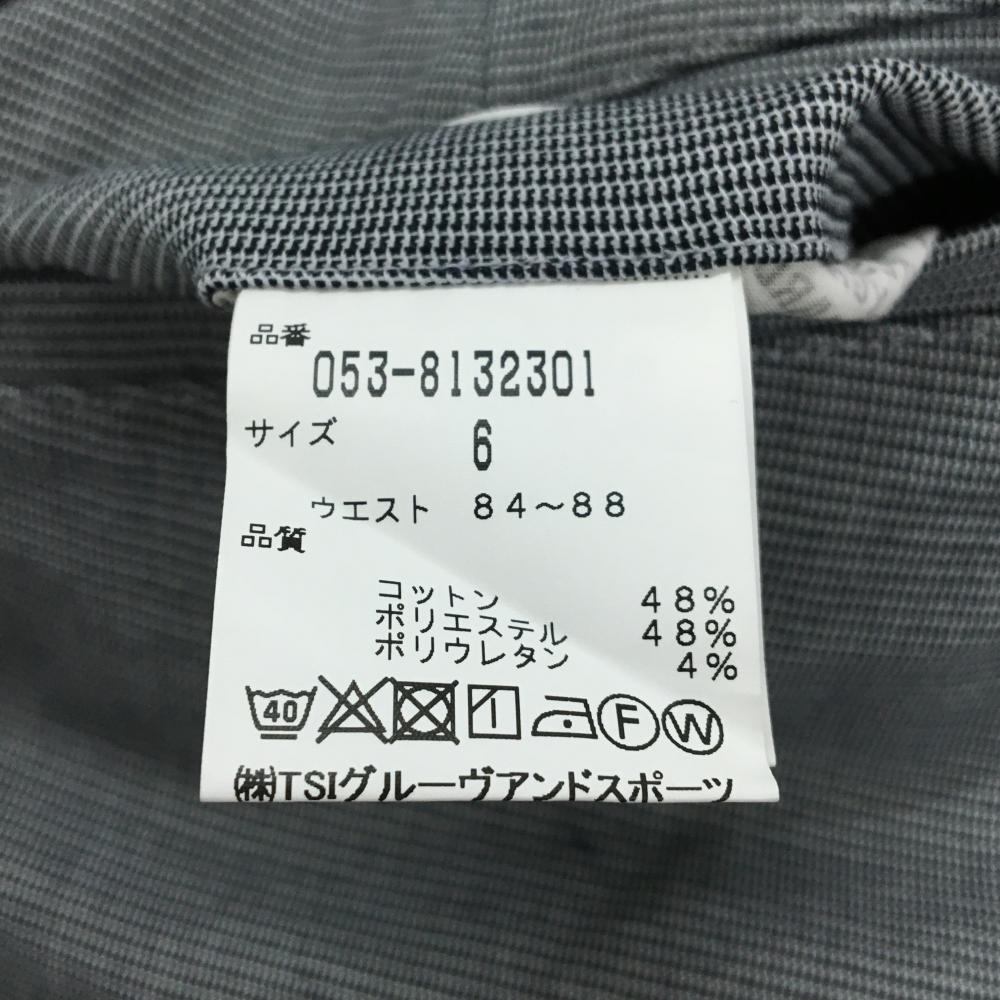 品番
053-8132301
サイズ 6
ウエスト 84～88
品質
コットン 48%
ポリエステル 48%
ポリウレタン 4%
40 F W
㈱TSIグルーヴアンドスポーツ